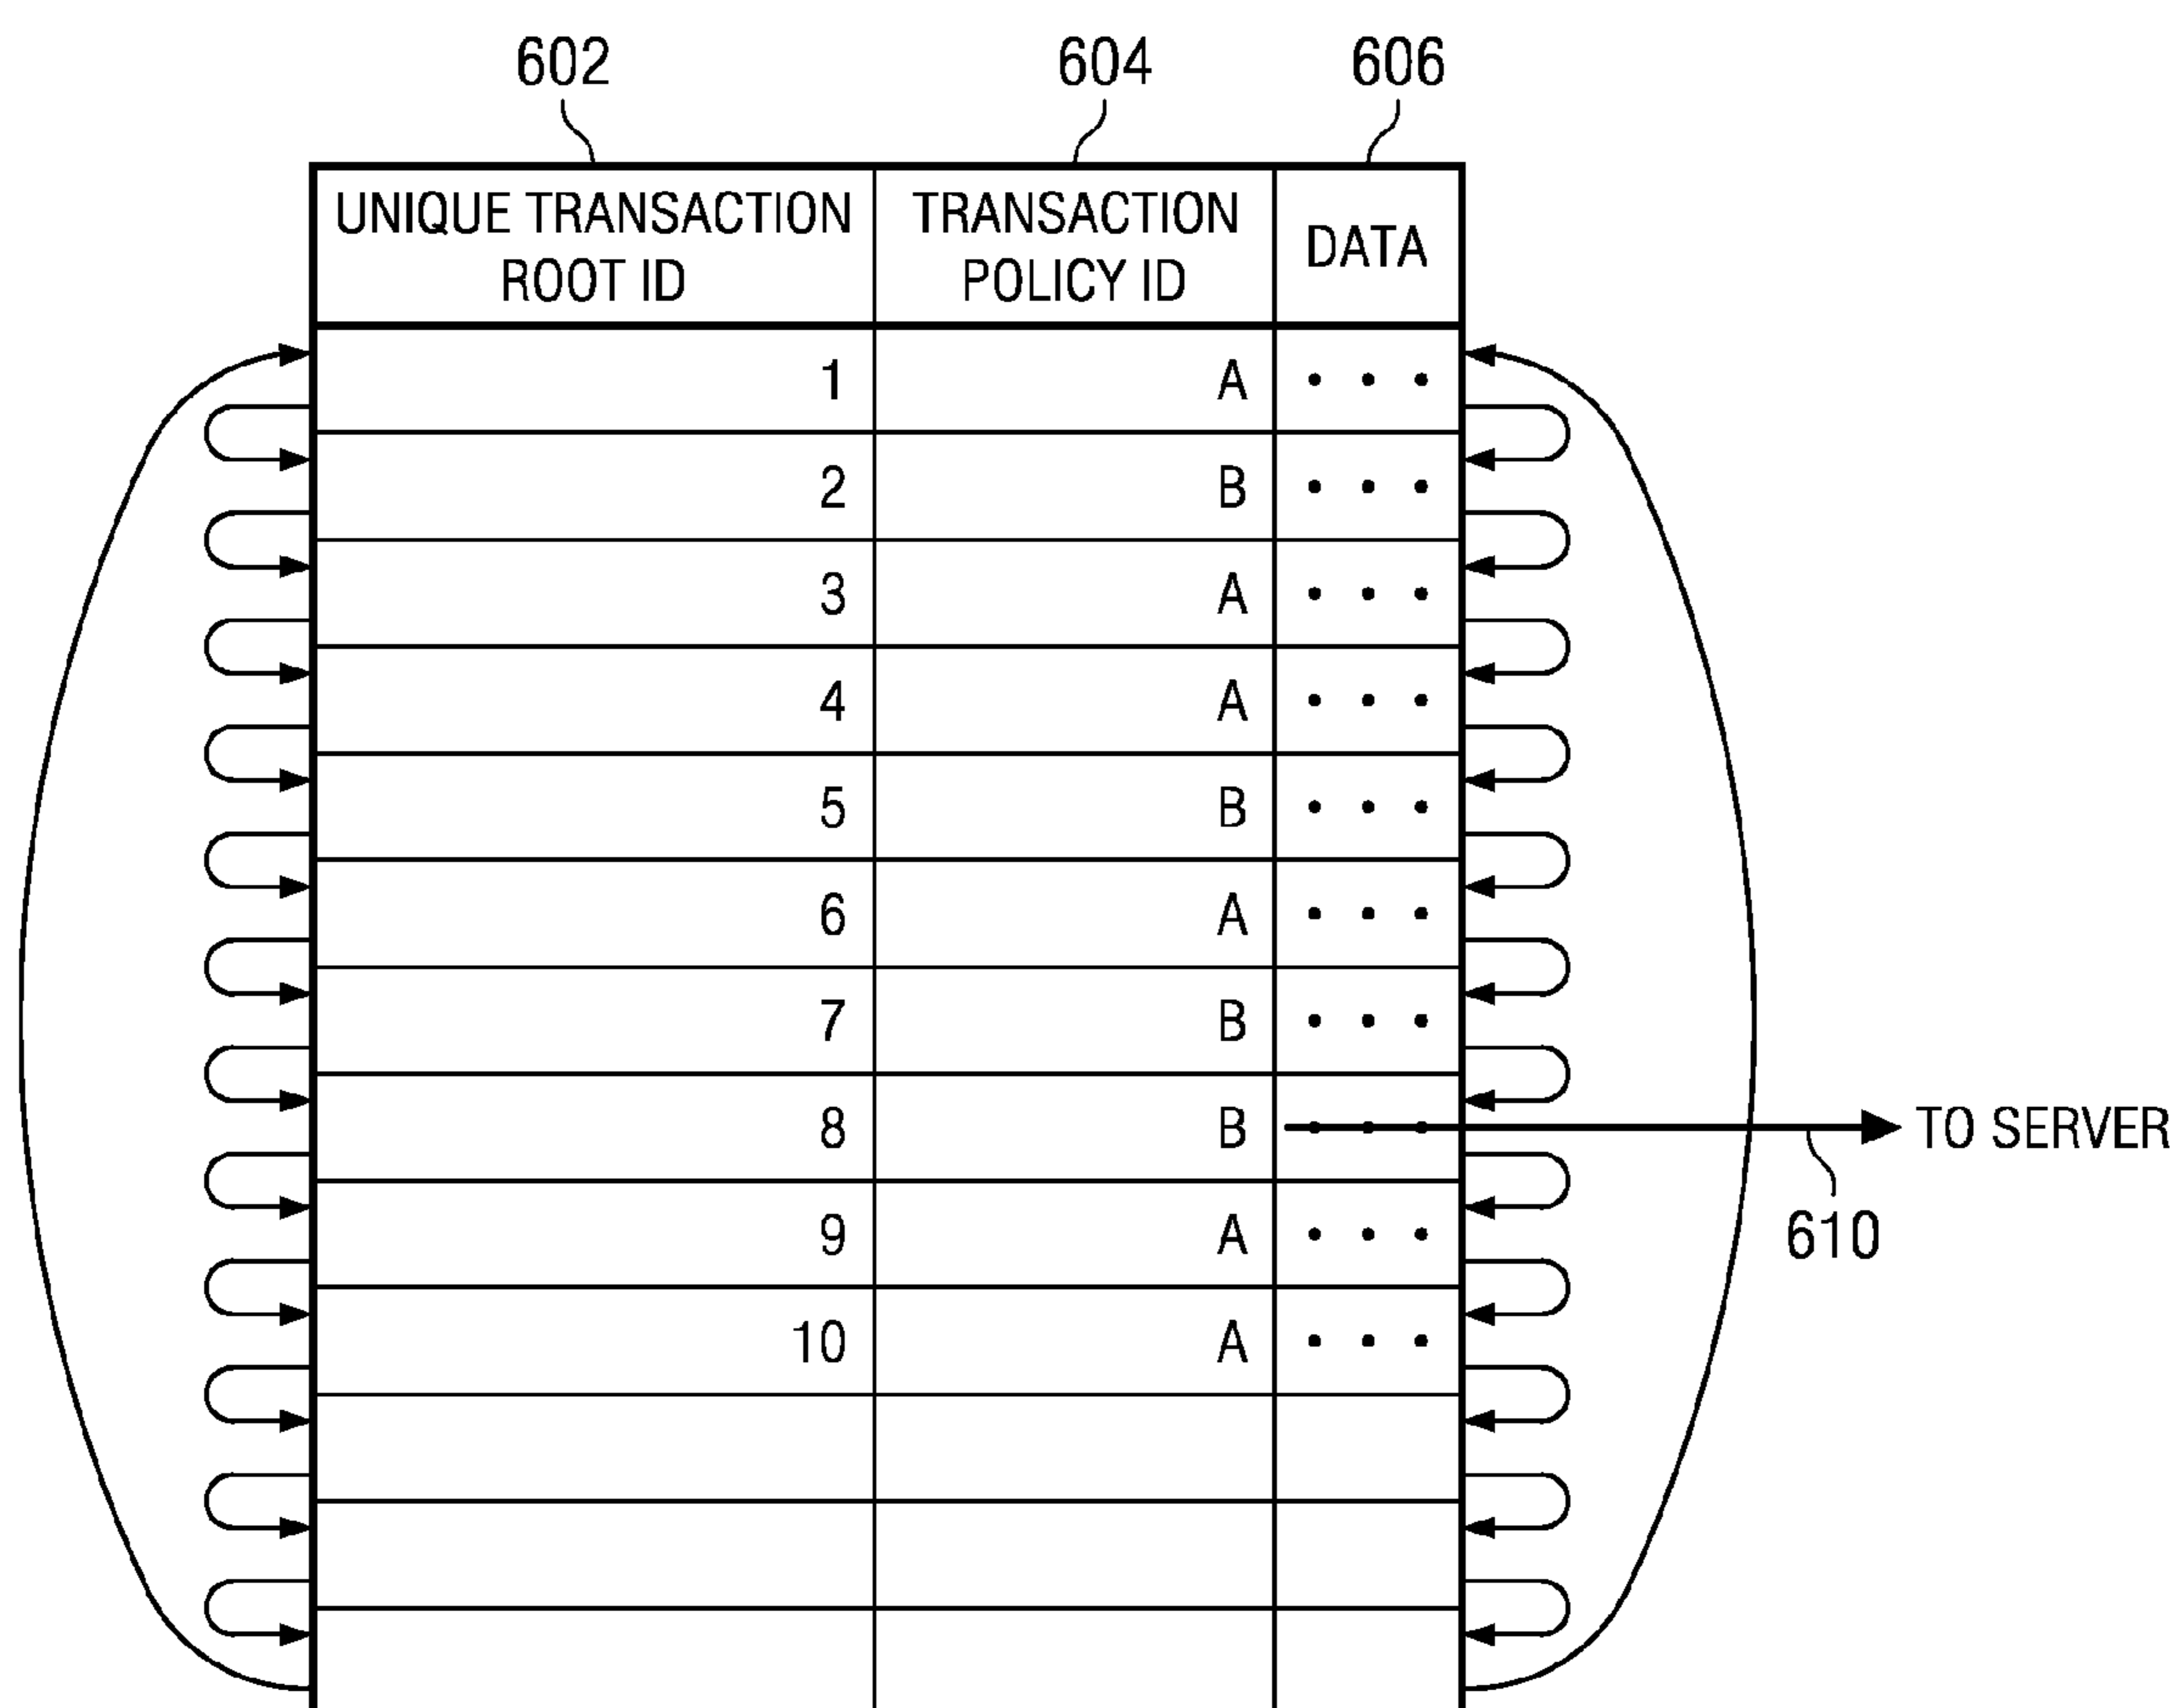 602 604 606
UNIQUE TRANSACTION ROOT ID TRANSACTION POLICY ID DATA
1 A • • •
2 B • • •
3 A • • •
4 A • • •
5 B • • •
6 A • • •
7 B • • •
8 B • • • TO SERVER
610
9 A • • •
10 A • • •